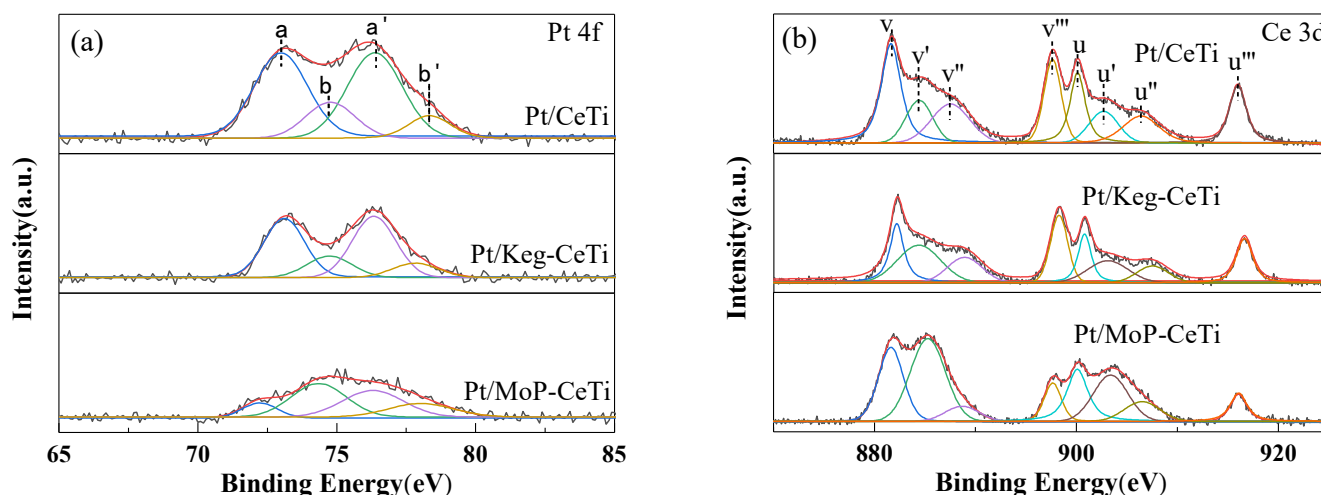 (a)
Pt 4f
a
a'
b
b'
Pt/CeTi
Pt/Keg-CeTi
Pt/MoP-CeTi
Intensity(a.u.)
65 70 75 80 85
Binding Energy(eV)
(b)
Ce 3d
v
v'
v''
v'''
u
u'
u''
u'''
Pt/CeTi
Pt/Keg-CeTi
Pt/MoP-CeTi
Intensity(a.u.)
880 900 920
Binding Energy(eV)